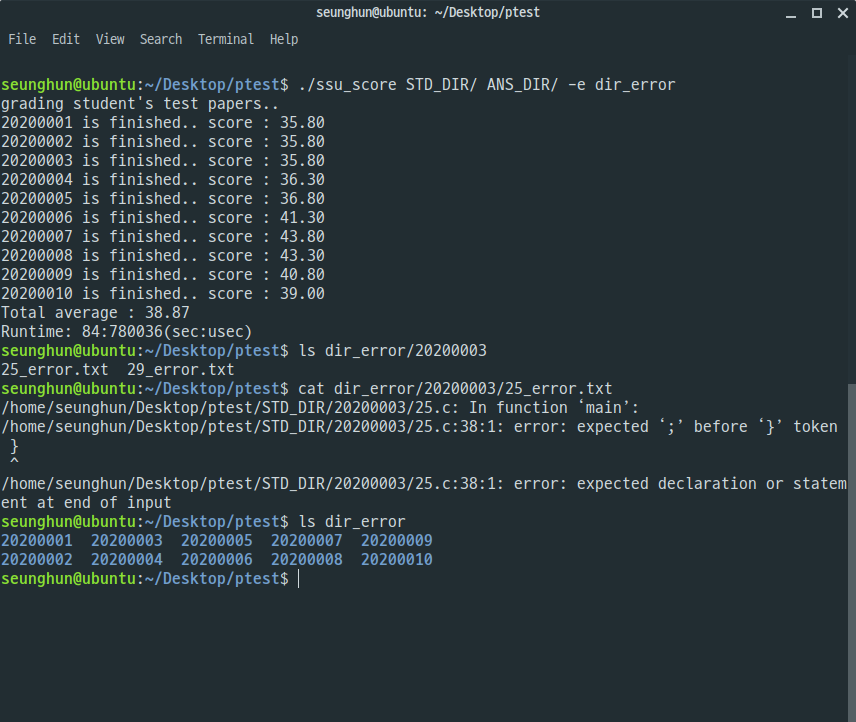 seunghun@ubuntu: ~/Desktop/ptest
File Edit View Search Terminal Help
seunghun@ubuntu:~/Desktop/ptest$ ./ssu_score STD_DIR/ ANS_DIR/ -e dir_error
grading student's test papers..
20200001 is finished.. score : 35.80
20200002 is finished.. score : 35.80
20200003 is finished.. score : 35.80
20200004 is finished.. score : 36.30
20200005 is finished.. score : 36.80
20200006 is finished.. score : 41.30
20200007 is finished.. score : 43.80
20200008 is finished.. score : 43.30
20200009 is finished.. score : 40.80
20200010 is finished.. score : 39.00
Total average : 38.87
Runtime: 84:780036(sec:usec)
seunghun@ubuntu:~/Desktop/ptest$ ls dir_error/20200003
25_error.txt  29_error.txt
seunghun@ubuntu:~/Desktop/ptest$ cat dir_error/20200003/25_error.txt
/home/seunghun/Desktop/ptest/STD_DIR/20200003/25.c: In function ‘main’:
/home/seunghun/Desktop/ptest/STD_DIR/20200003/25.c:38:1: error: expected ‘;’ before ‘}’ token
 }
 ^
/home/seunghun/Desktop/ptest/STD_DIR/20200003/25.c:38:1: error: expected declaration or statem
ent at end of input
seunghun@ubuntu:~/Desktop/ptest$ ls dir_error
20200001  20200003  20200005  20200007  20200009
20200002  20200004  20200006  20200008  20200010
seunghun@ubuntu:~/Desktop/ptest$